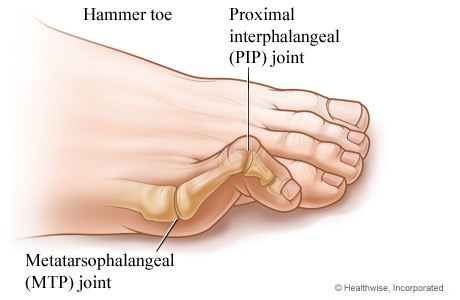 Hammer toe
Proximal
interphalangeal
(PIP) joint
Metatarsophalangeal
(MTP) joint
© Healthwise, Incorporated